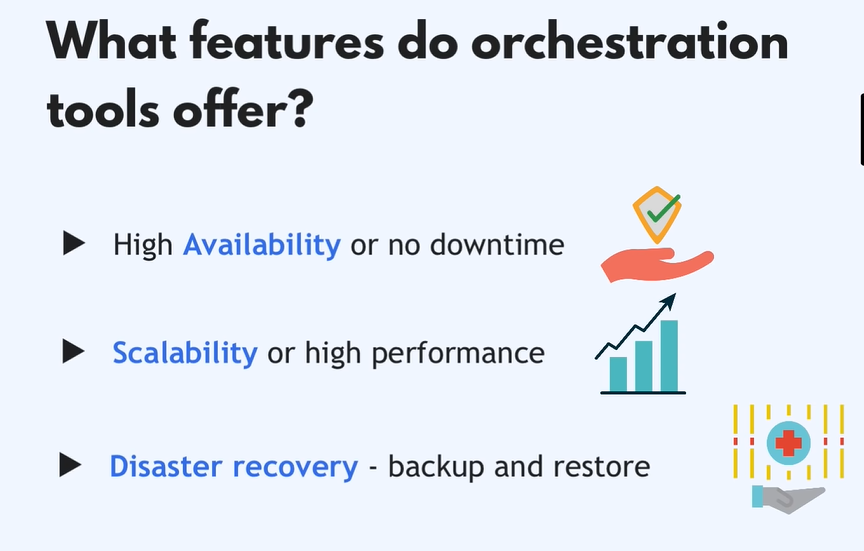 What features do orchestration
tools offer?
High Availability or no downtime
Scalability or high performance
Disaster recovery - backup and restore